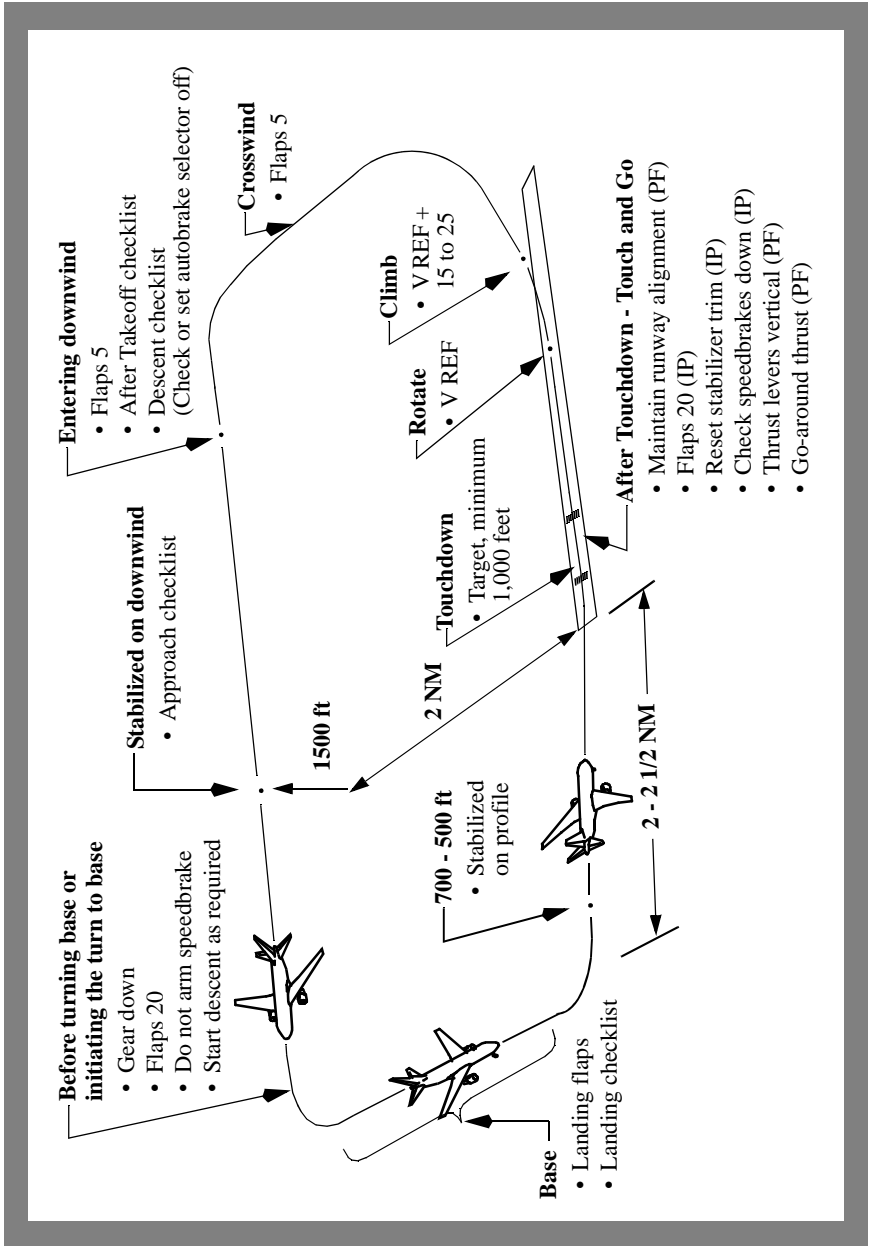 Before turning base or
initiating the turn to base
• Gear down
• Flaps 20
• Do not arm speedbrake
• Start descent as required
Stabilized on downwind
• Approach checklist
Entering downwind
• Flaps 5
• After Takeoff checklist
• Descent checklist
(Check or set autobrake selector off)
Crosswind
• Flaps 5
1500 ft
2 NM
Climb
• V REF +
15 to 25
Rotate
• V REF
Touchdown
• Target, minimum
1,000 feet
700 - 500 ft
• Stabilized
on profile
Base
• Landing flaps
• Landing checklist
2 - 2 1/2 NM
After Touchdown - Touch and Go
• Maintain runway alignment (PF)
• Flaps 20 (IP)
• Reset stabilizer trim (IP)
• Check speedbrakes down (IP)
• Thrust levers vertical (PF)
• Go-around thrust (PF)